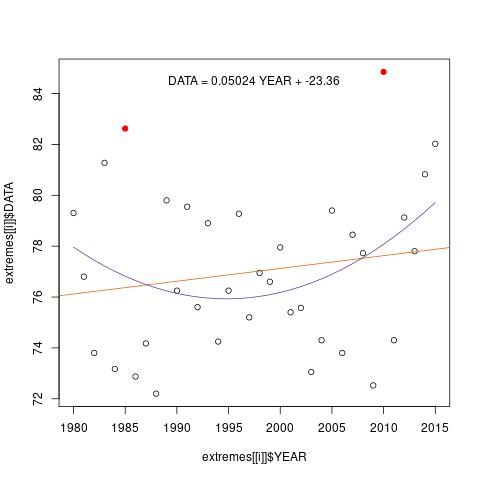 DATA = 0.05024 YEAR + -23.36
extremes[[i]]$DATA
84
82
80
78
76
74
72
1980 1985 1990 1995 2000 2005 2010 2015
extremes[[i]]$YEAR